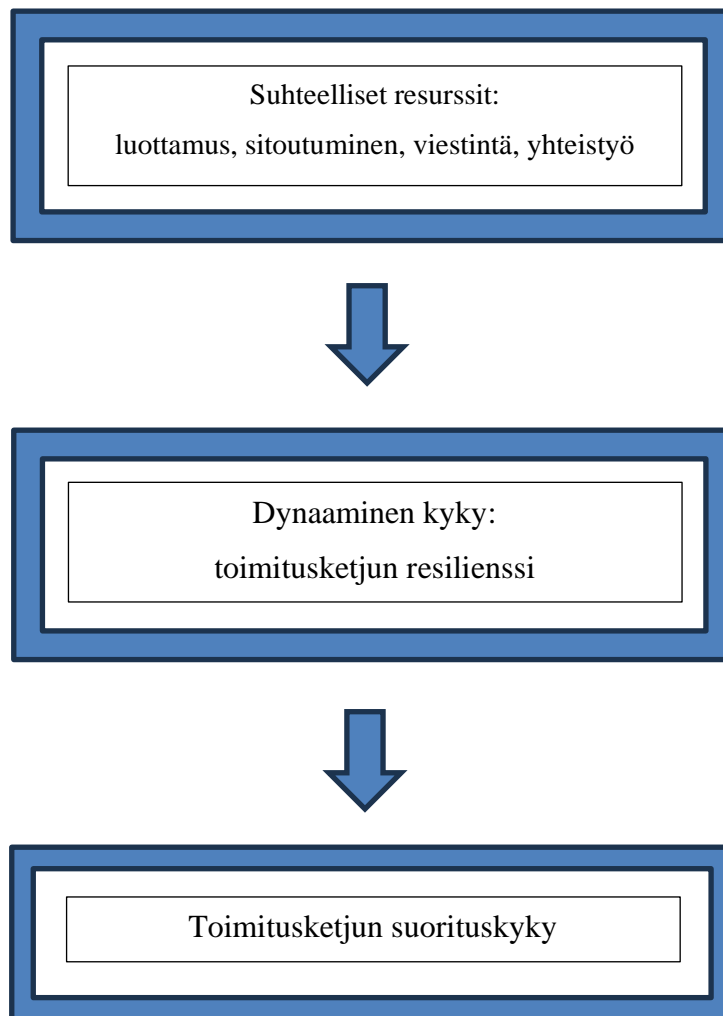 Suhteelliset resurssit:
luottamus, sitoutuminen, viestintä, yhteistyö
Dynaaminen kyky:
toimitusketjun resilienssi
Toimitusketjun suorituskyky